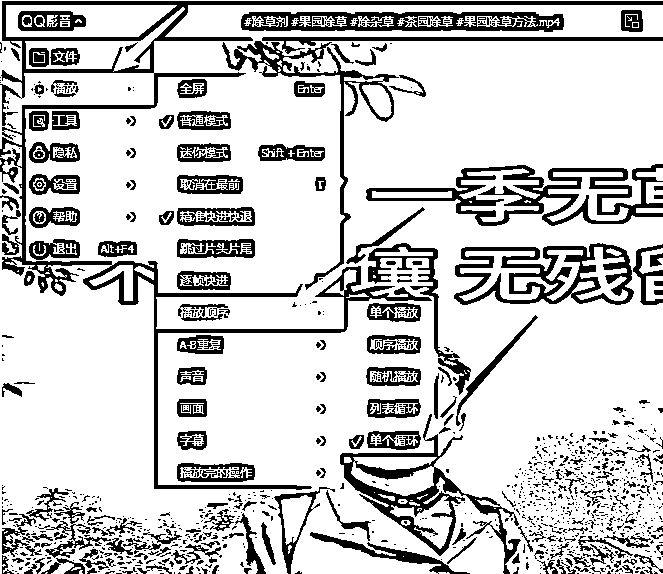 QQ影音
#除草剂 #果园除草 #除杂草 #茶园除草 #果园除草方法.mp4
文件
播放
工具
隐私
设置
帮助
退出 Alt+F4
全屏 Enter
普通模式
迷你模式 Shift + Enter
取消在最前 T
精准快进快退
跳过片头片尾
逐帧快进
播放顺序
A-B重复
声音
画面
字幕
播放完的操作
单个播放
顺序播放
随机播放
列表循环
单个循环
一季无草
壤 无残留